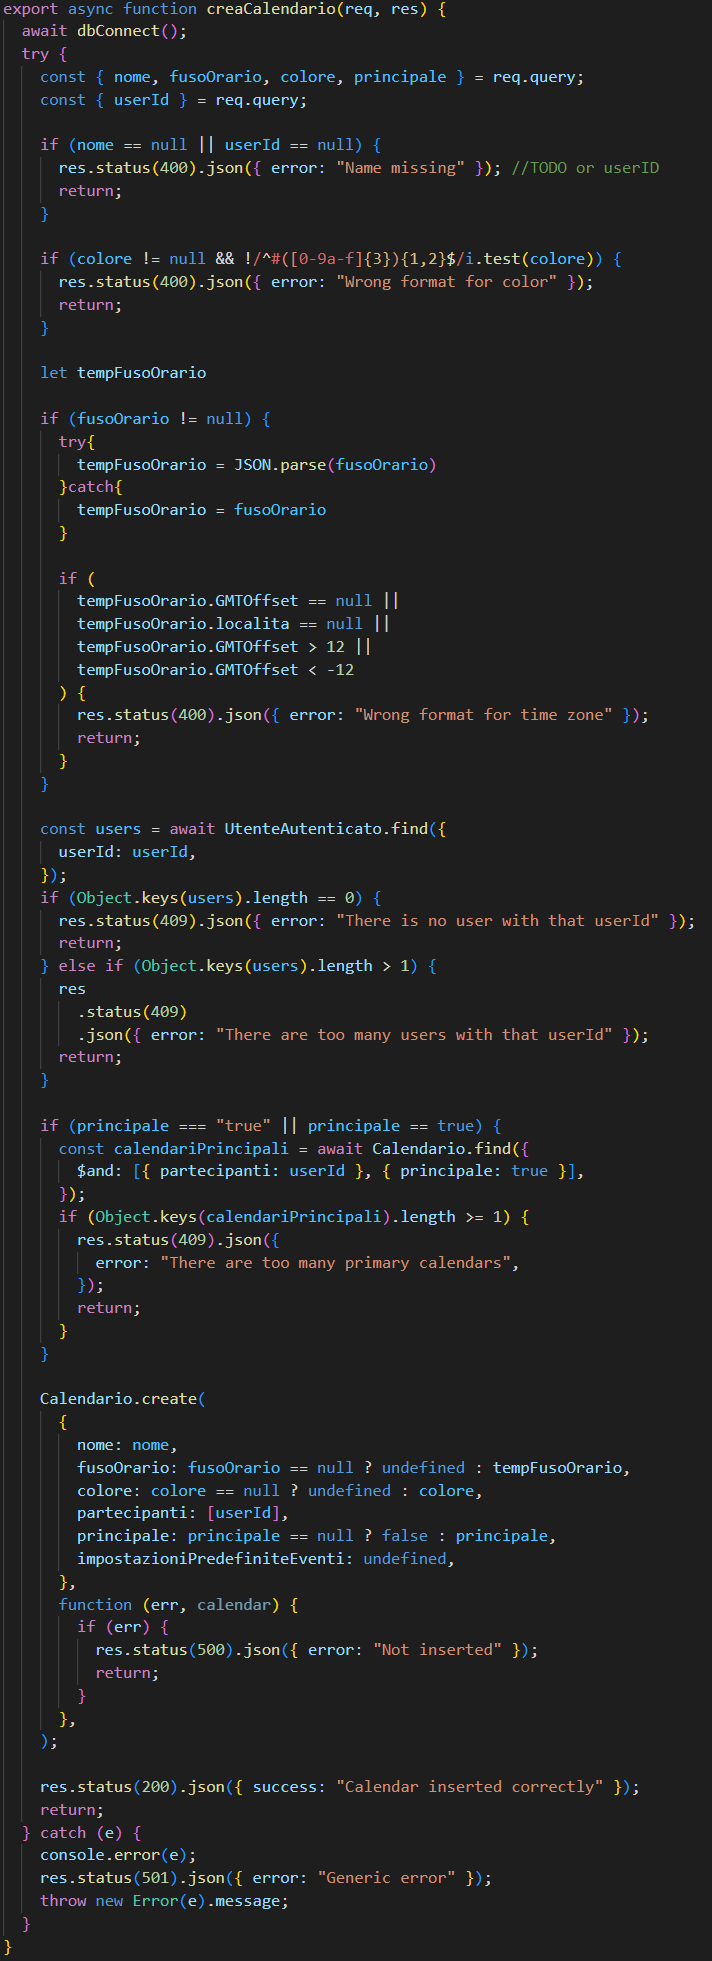 export async function creaCalendario(req, res) {
  await dbConnect();
  try {
    const { nome, fusoOrario, colore, principale } = req.query;
    const { userId } = req.query;

    if (nome == null || userId == null) {
      res.status(400).json({ error: "Name missing" }); //TODO or userID
      return;
    }

    if (colore != null && !/^#([0-9a-f]{3}){1,2}$/i.test(colore)) {
      res.status(400).json({ error: "Wrong format for color" });
      return;
    }

    let tempFusoOrario

    if (fusoOrario != null) {
      try{
        tempFusoOrario = JSON.parse(fusoOrario)
      }catch{
        tempFusoOrario = fusoOrario
      }

      if (
        tempFusoOrario.GMTOffset == null ||
        tempFusoOrario.localita == null ||
        tempFusoOrario.GMTOffset > 12 ||
        tempFusoOrario.GMTOffset < -12
      ) {
        res.status(400).json({ error: "Wrong format for time zone" });
        return;
      }
    }

    const users = await UtenteAutenticato.find({
      userId: userId,
    });
    if (Object.keys(users).length == 0) {
      res.status(409).json({ error: "There is no user with that userId" });
      return;
    } else if (Object.keys(users).length > 1) {
      res
        .status(409)
        .json({ error: "There are too many users with that userId" });
      return;
    }

    if (principale === "true" || principale == true) {
      const calendariPrincipali = await Calendario.find({
        $and: [{ partecipanti: userId }, { principale: true }],
      });
      if (Object.keys(calendariPrincipali).length >= 1) {
        res.status(409).json({
          error: "There are too many primary calendars",
        });
        return;
      }
    }

    Calendario.create(
      {
        nome: nome,
        fusoOrario: fusoOrario == null ? undefined : tempFusoOrario,
        colore: colore == null ? undefined : colore,
        partecipanti: [userId],
        principale: principale == null ? false : principale,
        impostazioniPredefiniteEventi: undefined,
      },
      function (err, calendar) {
        if (err) {
          res.status(500).json({ error: "Not inserted" });
          return;
        }
      },
    );

    res.status(200).json({ success: "Calendar inserted correctly" });
    return;
  } catch (e) {
    console.error(e);
    res.status(501).json({ error: "Generic error" });
    throw new Error(e).message;
  }
}